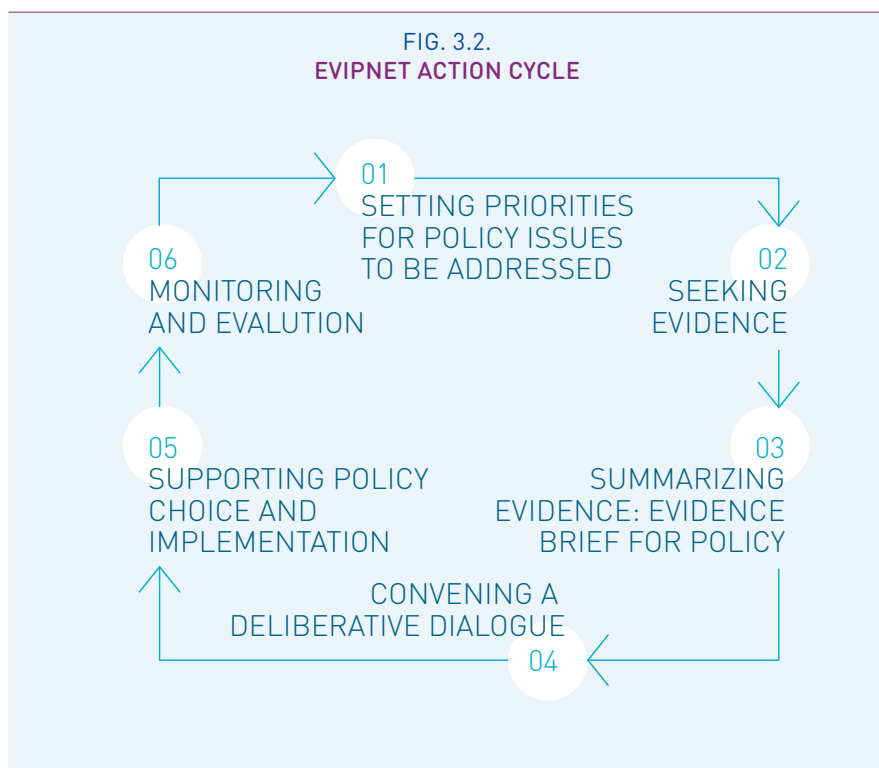 FIG. 3.2.
EVIPNET ACTION CYCLE
01
SETTING PRIORITIES
FOR POLICY ISSUES
TO BE ADDRESSED
02
SEEKING
EVIDENCE
03
SUMMARIZING
EVIDENCE: EVIDENCE
BRIEF FOR POLICY
CONVENING A
DELIBERATIVE DIALOGUE
04
05
SUPPORTING POLICY
CHOICE AND
IMPLEMENTATION
06
MONITORING
AND EVALUTION